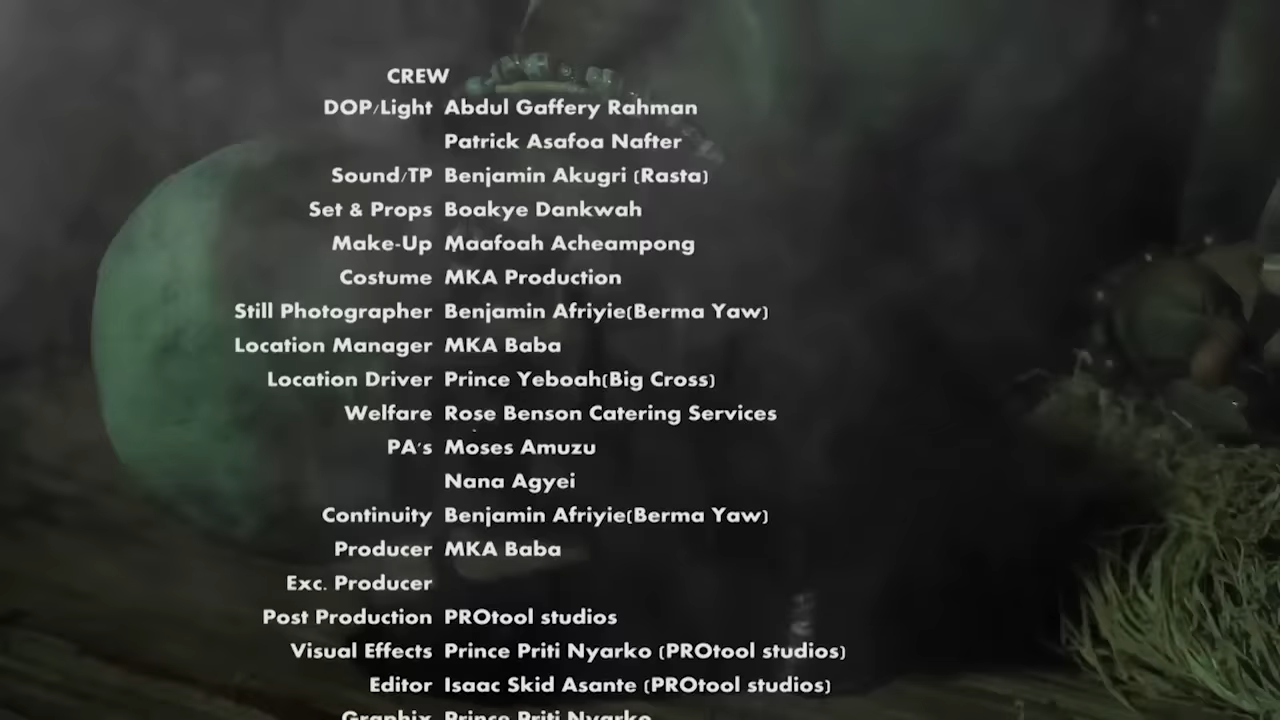 CREW
DOP/Light Abdul Gaffery Rahman
Patrick Asafoa Nafter
Sound/TP Benjamin Akugri (Rasta)
Set & Props Boakye Dankwah
Make-Up Maafoah Acheampong
Costume MKA Production
Still Photographer Benjamin Afriyie(Berma Yaw)
Location Manager MKA Baba
Location Driver Prince Yeboah(Big Cross)
Welfare Rose Benson Catering Services
PA's Moses Amuzu
Nana Agyei
Continuity Benjamin Afriyie(Berma Yaw)
Producer MKA Baba
Exc. Producer
Post Production PROtool studios
Visual Effects Prince Priti Nyarko (PROtool studios)
Editor Isaac Skid Asante (PROtool studios)
Graphix Prince Priti Nyarko